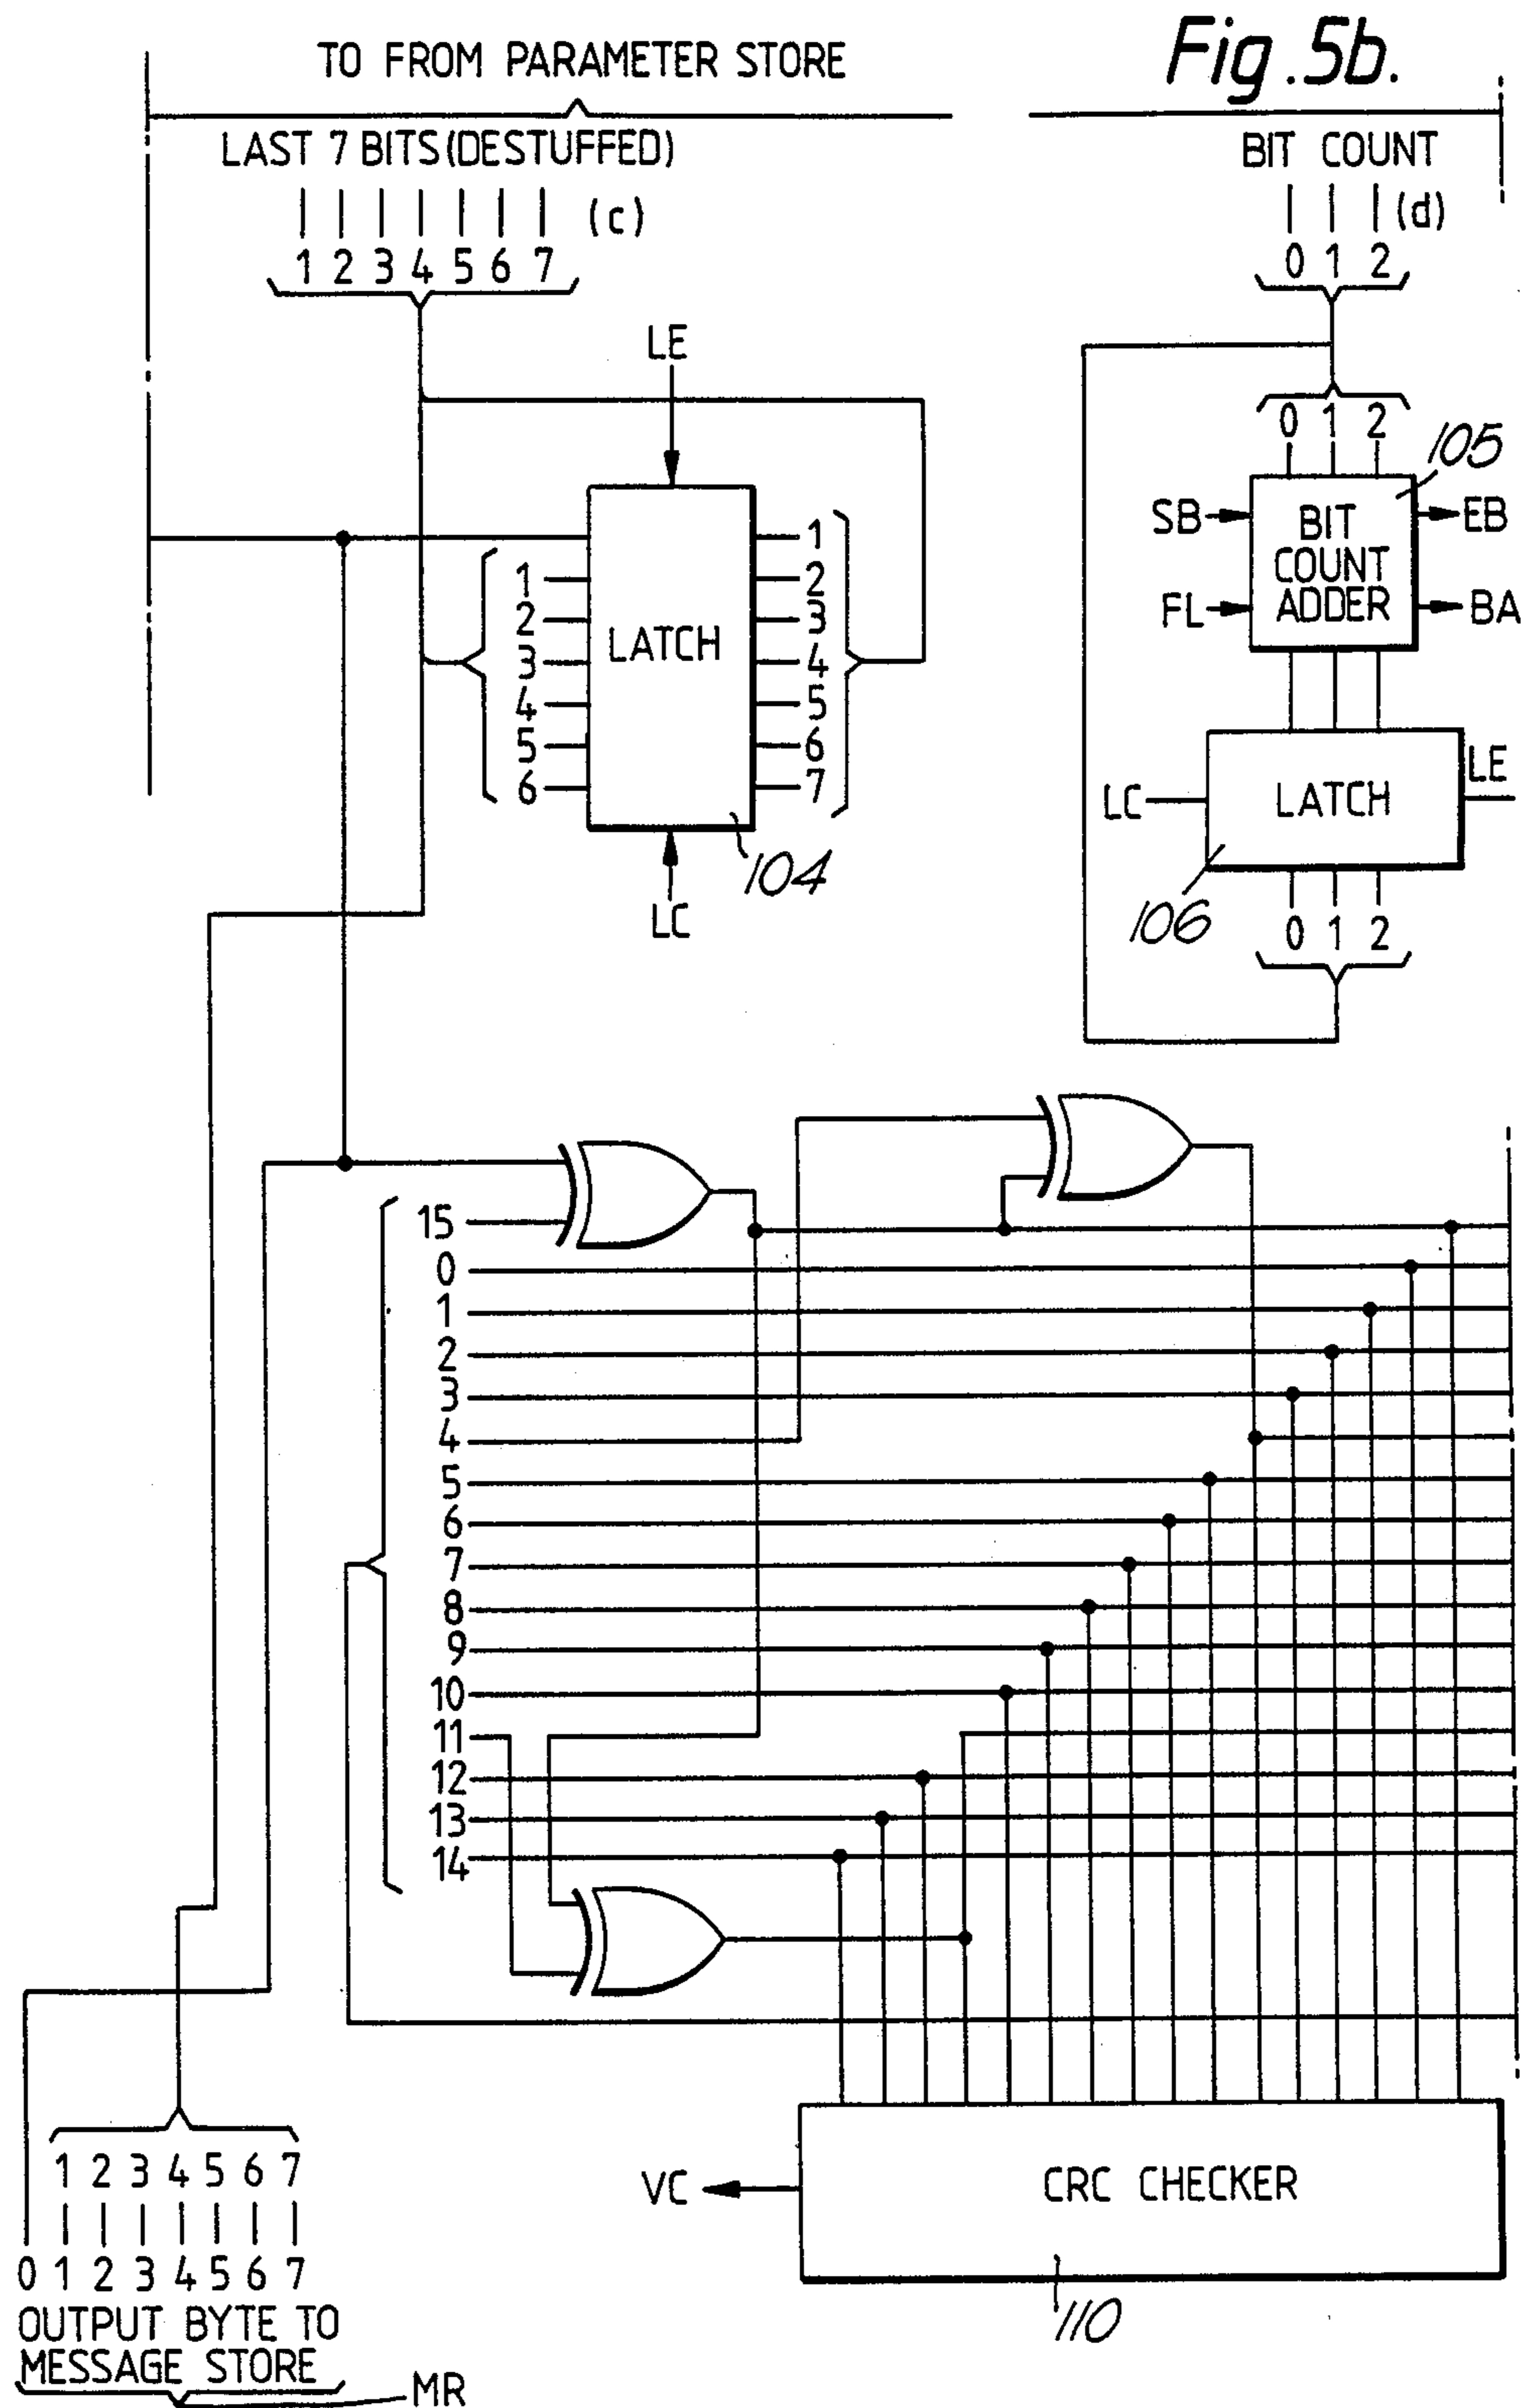 Fig.5b.
TO FROM PARAMETER STORE
LAST 7 BITS (DESTUFFED)
(c)
1 2 3 4 5 6 7
BIT COUNT
(d)
0 1 2
LE
1
2
3
4
5
6
LATCH
1
2
3
4
5
6
7
104
LC
0 1 2
105
SB
BIT
COUNT
ADDER
EB
FL
BA
LC
LATCH
LE
106
0 1 2
15
0
1
2
3
4
5
6
7
8
9
10
11
12
13
14
1 2 3 4 5 6 7
0 1 2 3 4 5 6 7
OUTPUT BYTE TO
MESSAGE STORE
MR
VC
CRC CHECKER
110